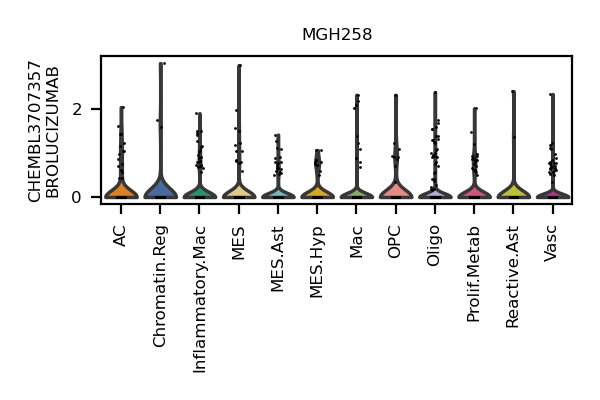 MGH258
CHEMBL3707357
BROLUCIZUMAB
2
0
AC
Chromatin.Reg
Inflammatory.Mac
MES
MES.Ast
MES.Hyp
Mac
OPC
Oligo
Prolif.Metab
Reactive.Ast
Vasc